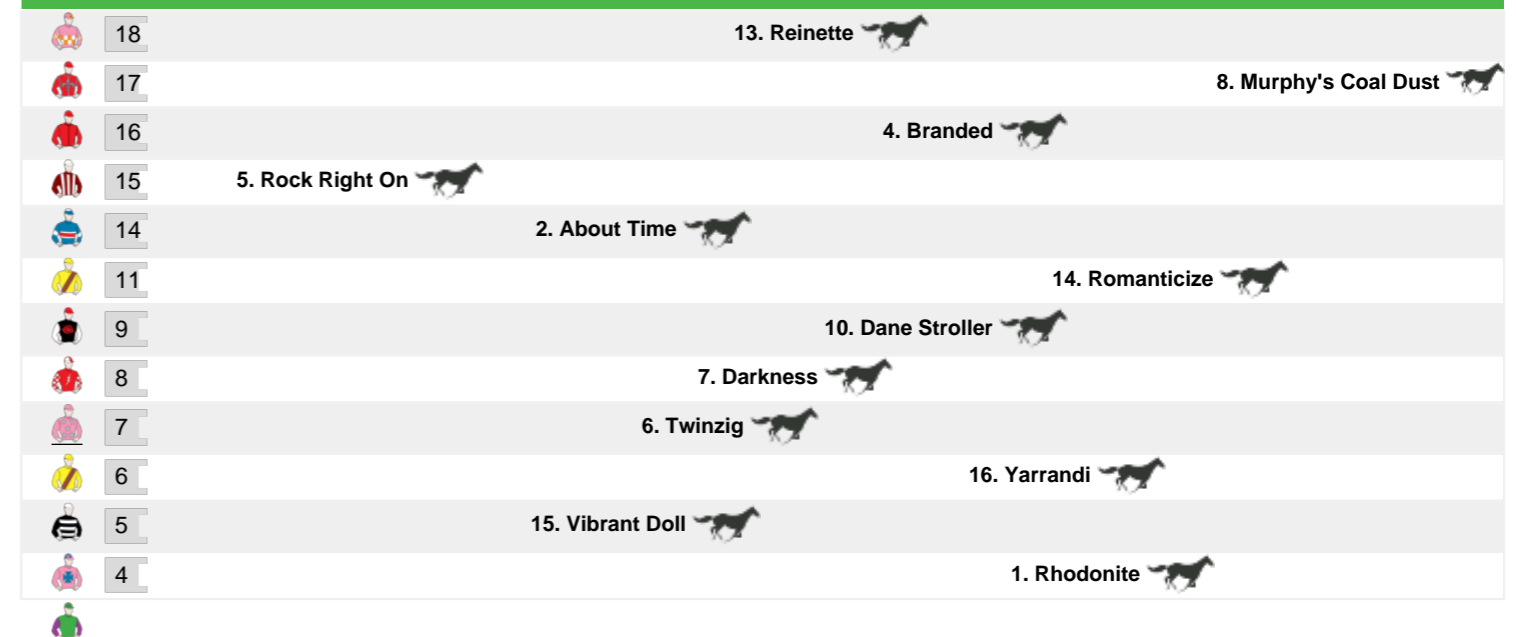 18 13. Reinette
17 8. Murphy's Coal Dust
16 4. Branded
15 5. Rock Right On
14 2. About Time
11 14. Romanticize
9 10. Dane Stroller
8 7. Darkness
7 6. Twinzig
6 16. Yarrandi
5 15. Vibrant Doll
4 1. Rhodonite